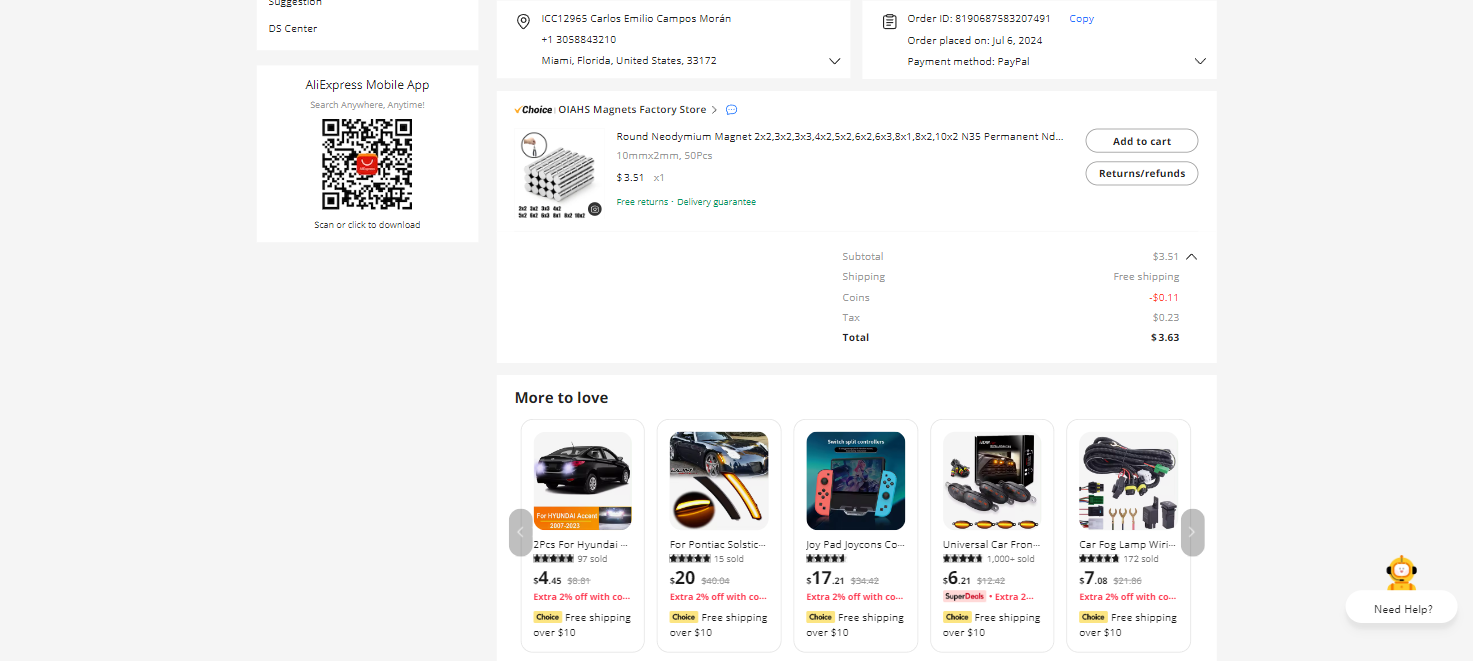 Suggestion
DS Center
AliExpress Mobile App
Search Anywhere, Anytime!
Scan or click to download
ICC12965 Carlos Emilio Campos Morán
+1 3058843210
Miami, Florida, United States, 33172
Order ID: 8190687583207491 Copy
Order placed on: Jul 6, 2024
Payment method: PayPal
Choice OIAHS Magnets Factory Store
Round Neodymium Magnet 2x2,3x2,3x3,4x2,5x2,6x2,6x3,8x1,8x2,10x2 N35 Permanent Nd...
10mmx2mm, 50Pcs
$3.51 x1
Free returns · Delivery guarantee
Add to cart
Returns/refunds
2x2 3x2 3x3 4x2
5x2 6x2 6x3 8x1 8x2 10x2
Subtotal $3.51
Shipping Free shipping
Coins -$0.11
Tax $0.23
Total $3.63
More to love
For HYUNDAI Accent
2007-2023
2Pcs For Hyundai ...
97 sold
$4.45 $8.81
Extra 2% off with co...
Choice Free shipping
over $10
For Pontiac Solstic...
15 sold
$20 $40.04
Extra 2% off with co...
Choice Free shipping
over $10
Switch split controllers
Joy Pad Joycons Co...
$17.21 $34.42
Extra 2% off with co...
Choice Free shipping
over $10
Universal Car Fron...
1,000+ sold
$6.21 $12.42
SuperDeals • Extra 2...
Choice Free shipping
over $10
Car Fog Lamp Wiri...
172 sold
$7.08 $21.86
Extra 2% off with co...
Choice Free shipping
over $10
Need Help?